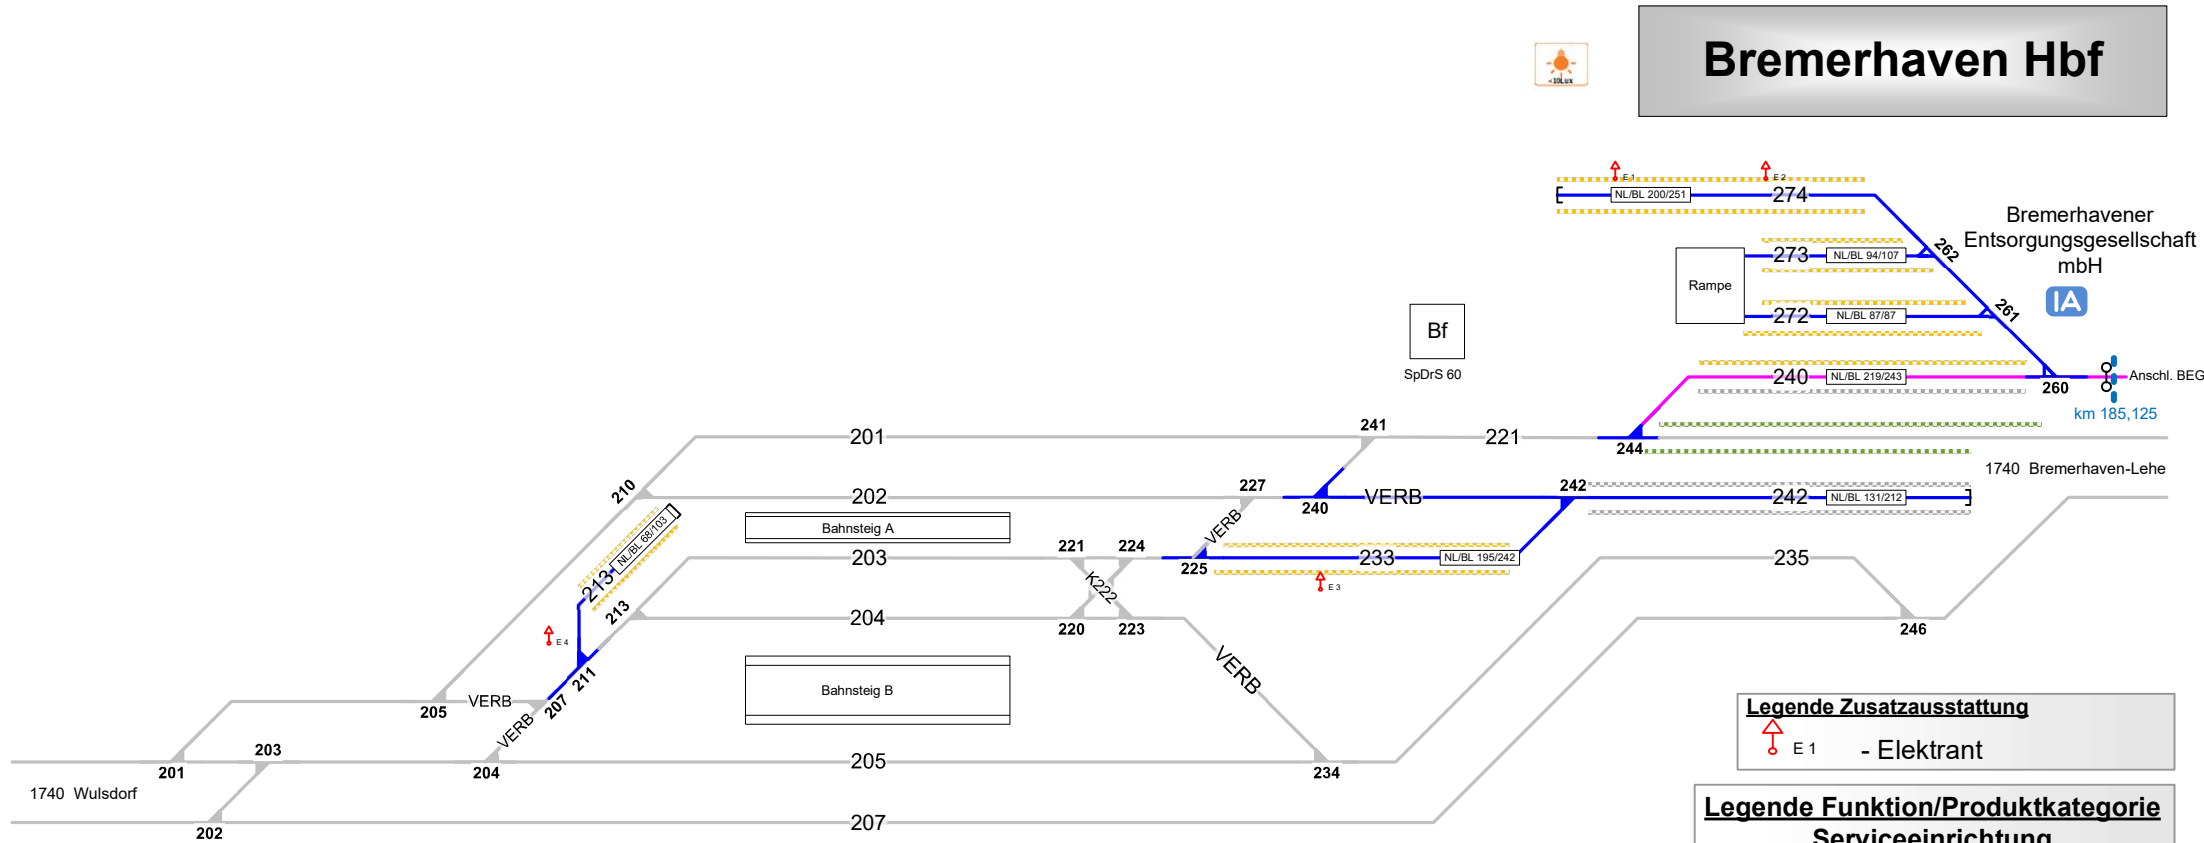 Bremerhaven Hbf
<10Lux
E 1
E 2
NL/BL 200/251
274
Bremerhavener
Entsorgungsgesellschaft
mbH
IA
262
273
NL/BL 94/107
Rampe
261
272
NL/BL 87/87
Bf
SpDrS 60
240
NL/BL 219/243
260
Anschl. BEG
km 185,125
201
241
221
244
1740 Bremerhaven-Lehe
210
202
227
240
VERB
242
242
NL/BL 131/212
NL/BL 68/103
213
Bahnsteig A
VERB
203
221
224
225
233
NL/BL 195/242
235
K222
E 3
213
204
220
223
246
E 4
211
VERB
Bahnsteig B
205
VERB
207
VERB
203
201
204
205
234
1740 Wulsdorf
202
207
Legende Zusatzausstattung
E 1 - Elektrant
Legende Funktion/Produktkategorie
Serviceeinrichtung